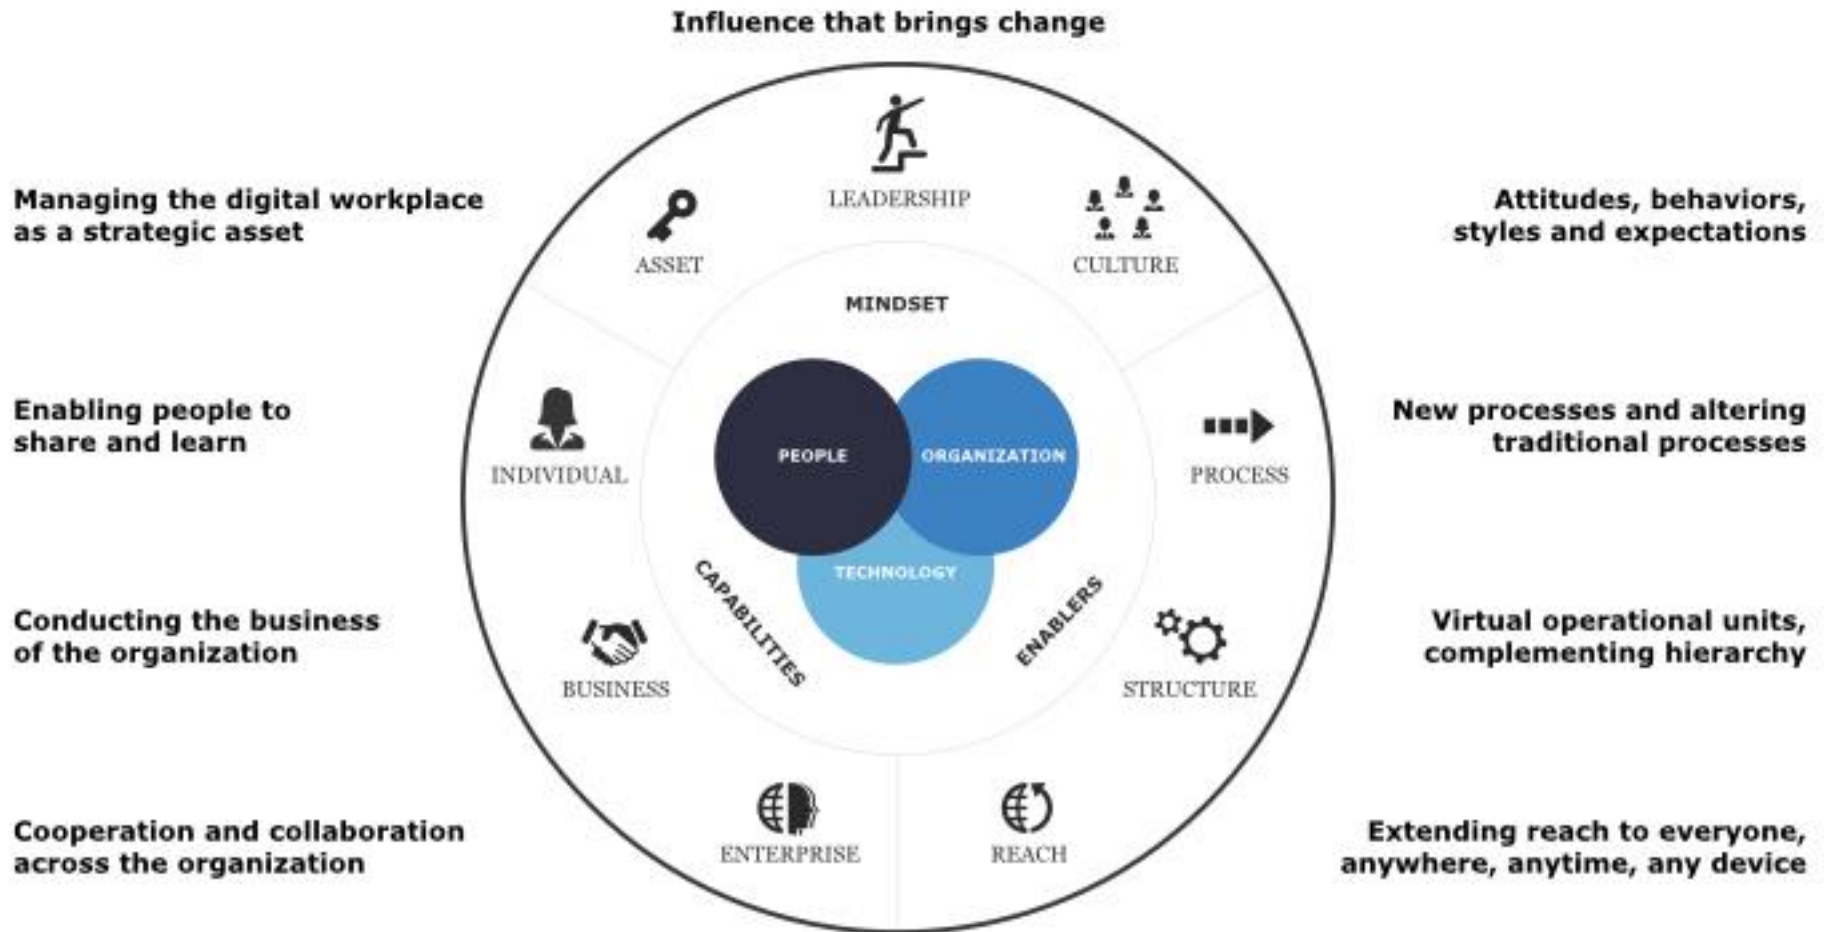 Influence that brings change
LEADERSHIP
Managing the digital workplace
as a strategic asset
ASSET
CULTURE
Attitudes, behaviors,
styles and expectations
MINDSET
Enabling people to
share and learn
INDIVIDUAL
PEOPLE
ORGANIZATION
PROCESS
New processes and altering
traditional processes
TECHNOLOGY
CAPABILITIES
ENABLERS
Conducting the business
of the organization
BUSINESS
STRUCTURE
Virtual operational units,
complementing hierarchy
Cooperation and collaboration
across the organization
ENTERPRISE
REACH
Extending reach to everyone,
anywhere, anytime, any device